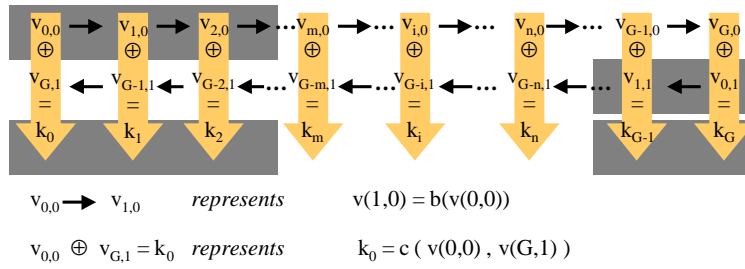 v0,0 v1,0 v2,0 ... vm,0 ... vi,0 ... vn,0 ... vG-1,0 vG,0
⊕ ⊕ ⊕ ⊕ ⊕ ⊕ ⊕ ⊕
vG,1 vG-1,1 vG-2,1 ... vG-m,1 ... vG-i,1 ... vG-n,1 ... v1,1 v0,1
= = = = = = = =
k0 k1 k2 km ki kn kG-1 kG
v0,0 → v1,0 represents v(1,0) = b(v(0,0))
v0,0 ⊕ vG,1 = k0 represents k0 = c ( v(0,0) , v(G,1) )